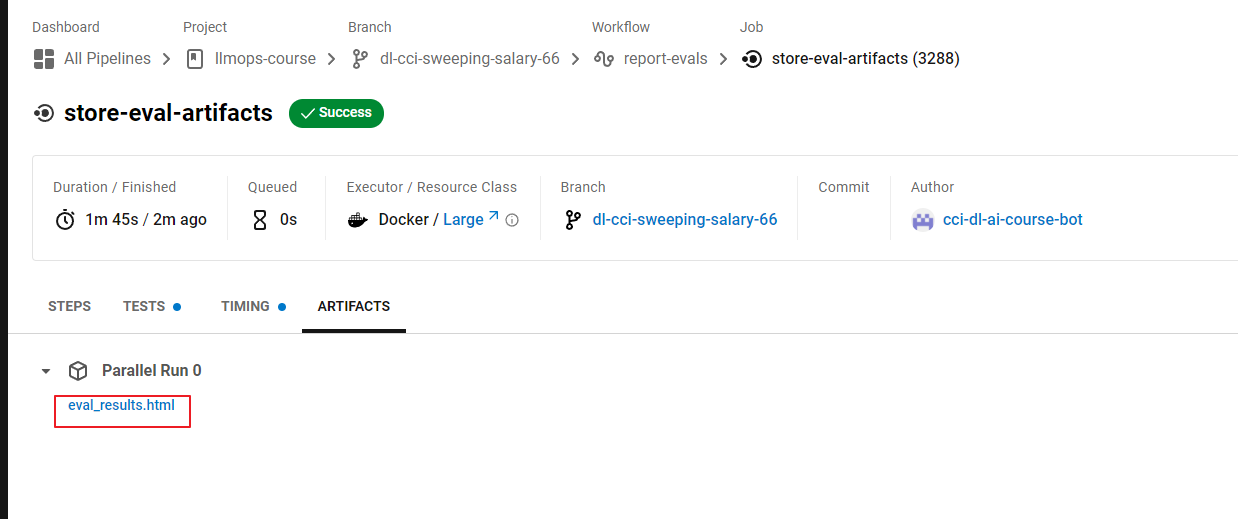 Dashboard Project Branch Workflow Job
All Pipelines llmops-course dl-cci-sweeping-salary-66 report-evals store-eval-artifacts (3288)
store-eval-artifacts Success
Duration / Finished Queued Executor / Resource Class Branch Commit Author
1m 45s / 2m ago 0s Docker / Large dl-cci-sweeping-salary-66 cci-dl-ai-course-bot
STEPS TESTS TIMING ARTIFACTS
Parallel Run 0
eval_results.html